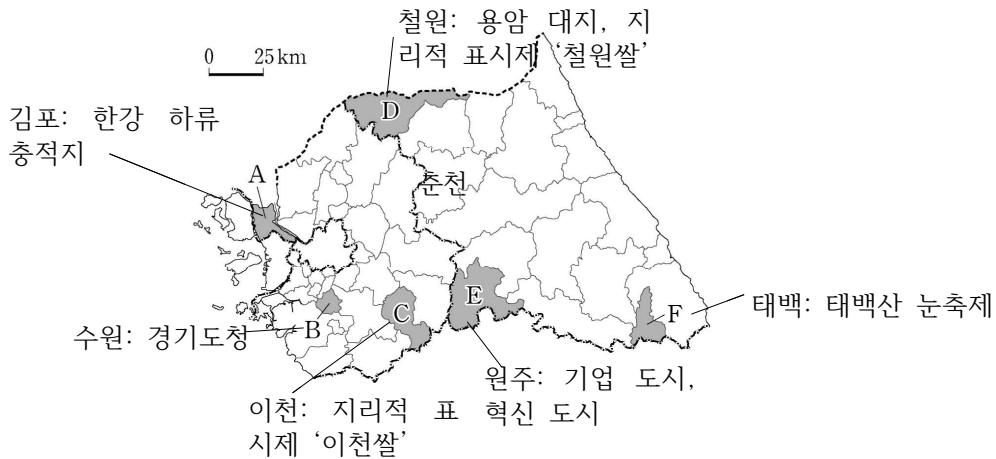 철원: 용암 대지, 지
리적 표시제 ‘철원쌀’
0 25km
김포: 한강 하류
충적지
D
A
춘천
E
C
B
F
태백: 태백산 눈축제
수원: 경기도청
원주: 기업 도시,
혁신 도시
이천: 지리적 표
시제 ‘이천쌀’